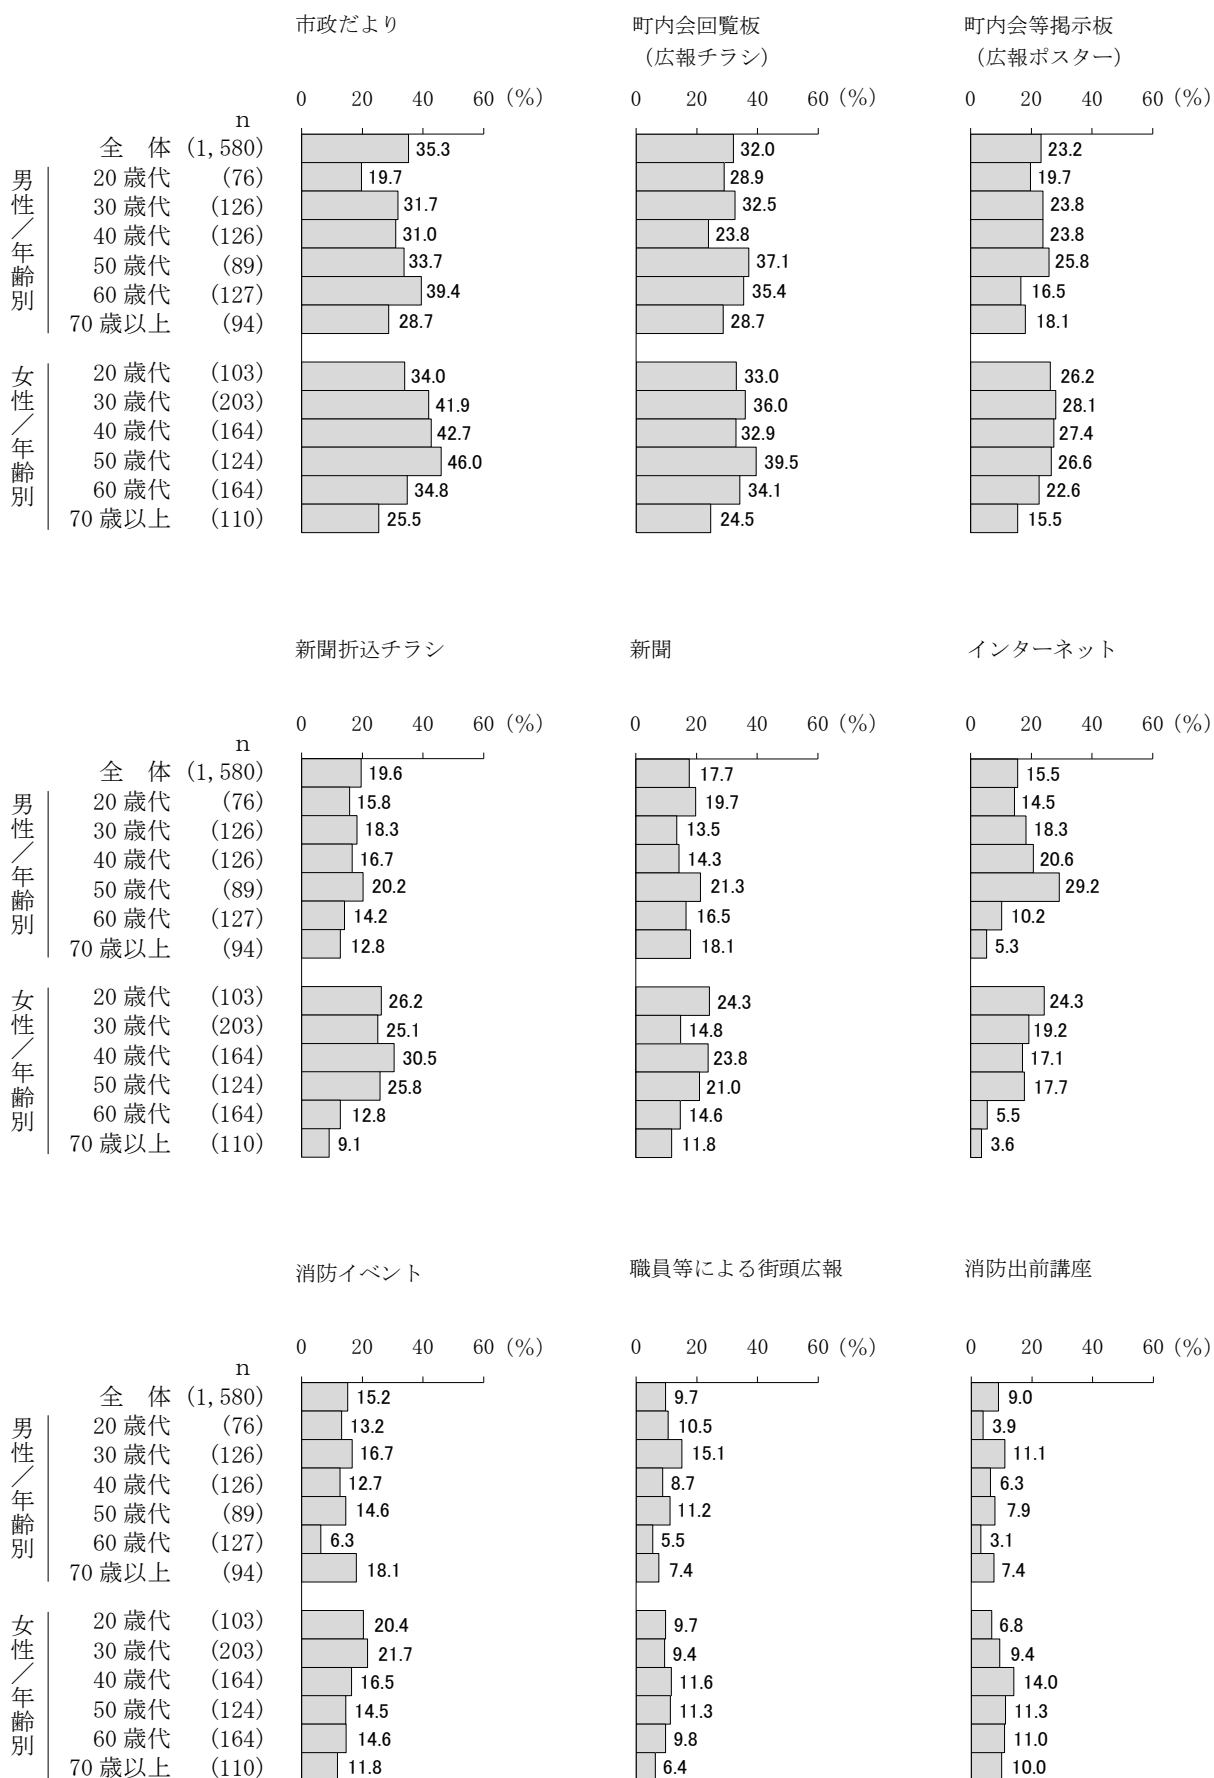 市政だより 町内会回覧板 町内会等掲示板
（広報チラシ） （広報ポスター）
0 20 40 60 (%) 0 20 40 60 (%) 0 20 40 60 (%)
n
全 体 (1,580) 35.3 32.0 23.2
男性／年齢別
20 歳代 (76) 19.7 28.9 19.7
30 歳代 (126) 31.7 32.5 23.8
40 歳代 (126) 31.0 23.8 23.8
50 歳代 (89) 33.7 37.1 25.8
60 歳代 (127) 39.4 35.4 16.5
70 歳以上 (94) 28.7 28.7 18.1
女性／年齢別
20 歳代 (103) 34.0 33.0 26.2
30 歳代 (203) 41.9 36.0 28.1
40 歳代 (164) 42.7 32.9 27.4
50 歳代 (124) 46.0 39.5 26.6
60 歳代 (164) 34.8 34.1 22.6
70 歳以上 (110) 25.5 24.5 15.5
新聞折込チラシ 新聞 インターネット
0 20 40 60 (%) 0 20 40 60 (%) 0 20 40 60 (%)
n
全 体 (1,580) 19.6 17.7 15.5
男性／年齢別
20 歳代 (76) 15.8 19.7 14.5
30 歳代 (126) 18.3 13.5 18.3
40 歳代 (126) 16.7 14.3 20.6
50 歳代 (89) 20.2 21.3 29.2
60 歳代 (127) 14.2 16.5 10.2
70 歳以上 (94) 12.8 18.1 5.3
女性／年齢別
20 歳代 (103) 26.2 24.3 24.3
30 歳代 (203) 25.1 14.8 19.2
40 歳代 (164) 30.5 23.8 17.1
50 歳代 (124) 25.8 21.0 17.7
60 歳代 (164) 12.8 14.6 5.5
70 歳以上 (110) 9.1 11.8 3.6
消防イベント 職員等による街頭広報 消防出前講座
0 20 40 60 (%) 0 20 40 60 (%) 0 20 40 60 (%)
n
全 体 (1,580) 15.2 9.7 9.0
男性／年齢別
20 歳代 (76) 13.2 10.5 3.9
30 歳代 (126) 16.7 15.1 11.1
40 歳代 (126) 12.7 8.7 6.3
50 歳代 (89) 14.6 11.2 7.9
60 歳代 (127) 6.3 5.5 3.1
70 歳以上 (94) 18.1 7.4 7.4
女性／年齢別
20 歳代 (103) 20.4 9.7 6.8
30 歳代 (203) 21.7 9.4 9.4
40 歳代 (164) 16.5 11.6 14.0
50 歳代 (124) 14.5 11.3 11.3
60 歳代 (164) 14.6 9.8 11.0
70 歳以上 (110) 11.8 6.4 10.0